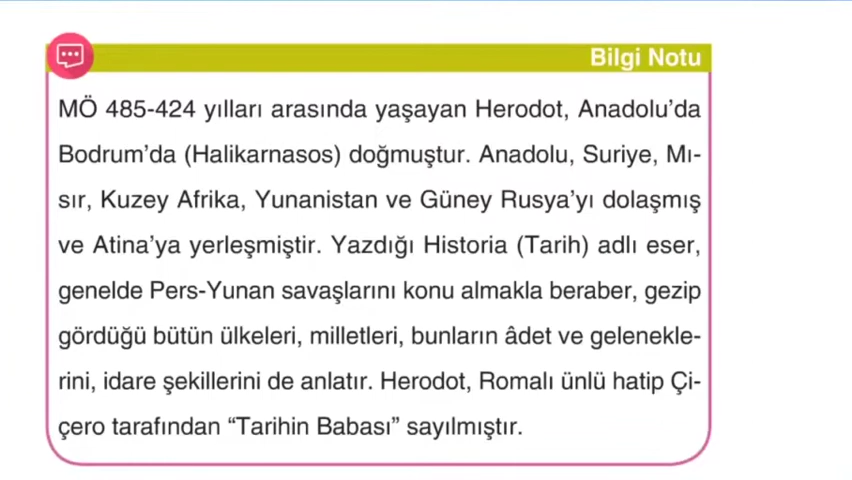 Bilgi Notu
MÖ 485-424 yılları arasında yaşayan Herodot, Anadolu’da
Bodrum’da (Halikarnasos) doğmuştur. Anadolu, Suriye, Mı-
sır, Kuzey Afrika, Yunanistan ve Güney Rusya’yı dolaşmış
ve Atina’ya yerleşmiştir. Yazdığı Historia (Tarih) adlı eser,
genelde Pers-Yunan savaşlarını konu almakla beraber, gezip
gördüğü bütün ülkeleri, milletleri, bunların âdet ve gelenekle-
rini, idare şekillerini de anlatır. Herodot, Romalı ünlü hatip Çi-
çero tarafından “Tarihin Babası” sayılmıştır.